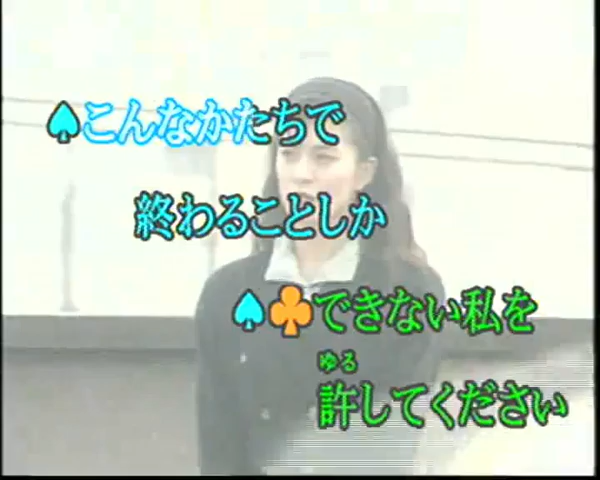 ♠こんなかたちで
終わることしか
♠♣できない私を
ゆる
許してください